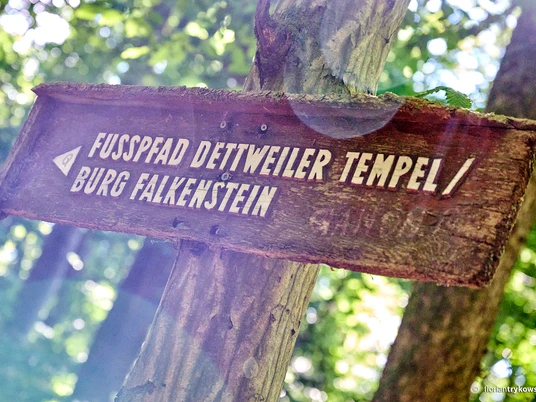 FUSSPFAD DETTWEILER TEMPEL /
BURG FALKENSTEIN